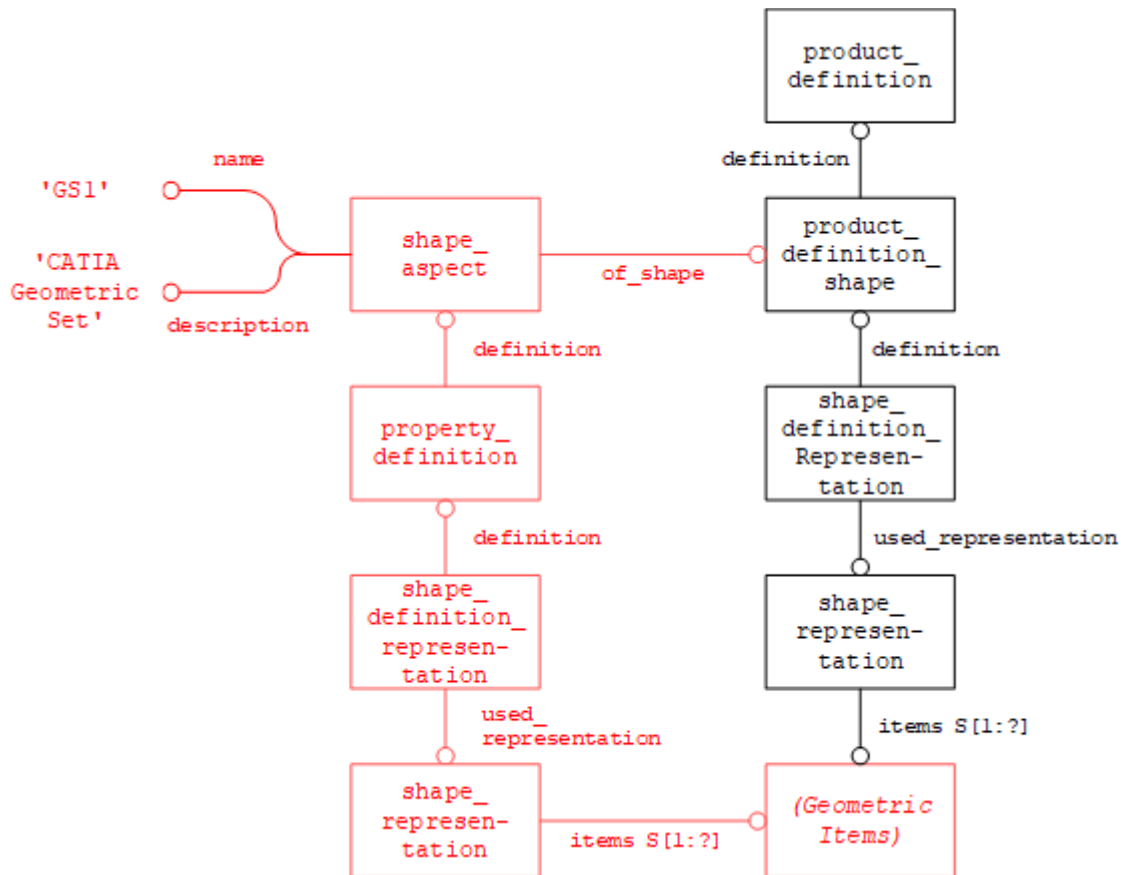 product_
definition
definition
name
'GS1'
shape_
aspect
of_shape
product_
definition_
shape
'CATIA
Geometric
Set'
description
definition
definition
property_
definition
shape_
definition_
Represen-
tation
definition
used_representation
shape_
definition_
represen-
tation
shape_
represen-
tation
used_
representation
items S[1:?]
shape_
represen-
tation
items S[1:?]
(Geometric
Items)